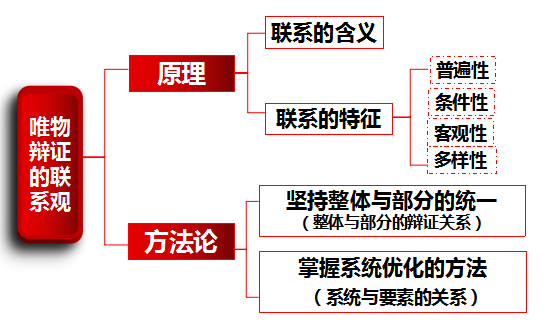 唯物
辩证
的联
系观
原理
联系的含义
联系的特征
普遍性
条件性
客观性
多样性
方法论
坚持整体与部分的统一
（整体与部分的辩证关系）
掌握系统优化的方法
（系统与要素的关系）